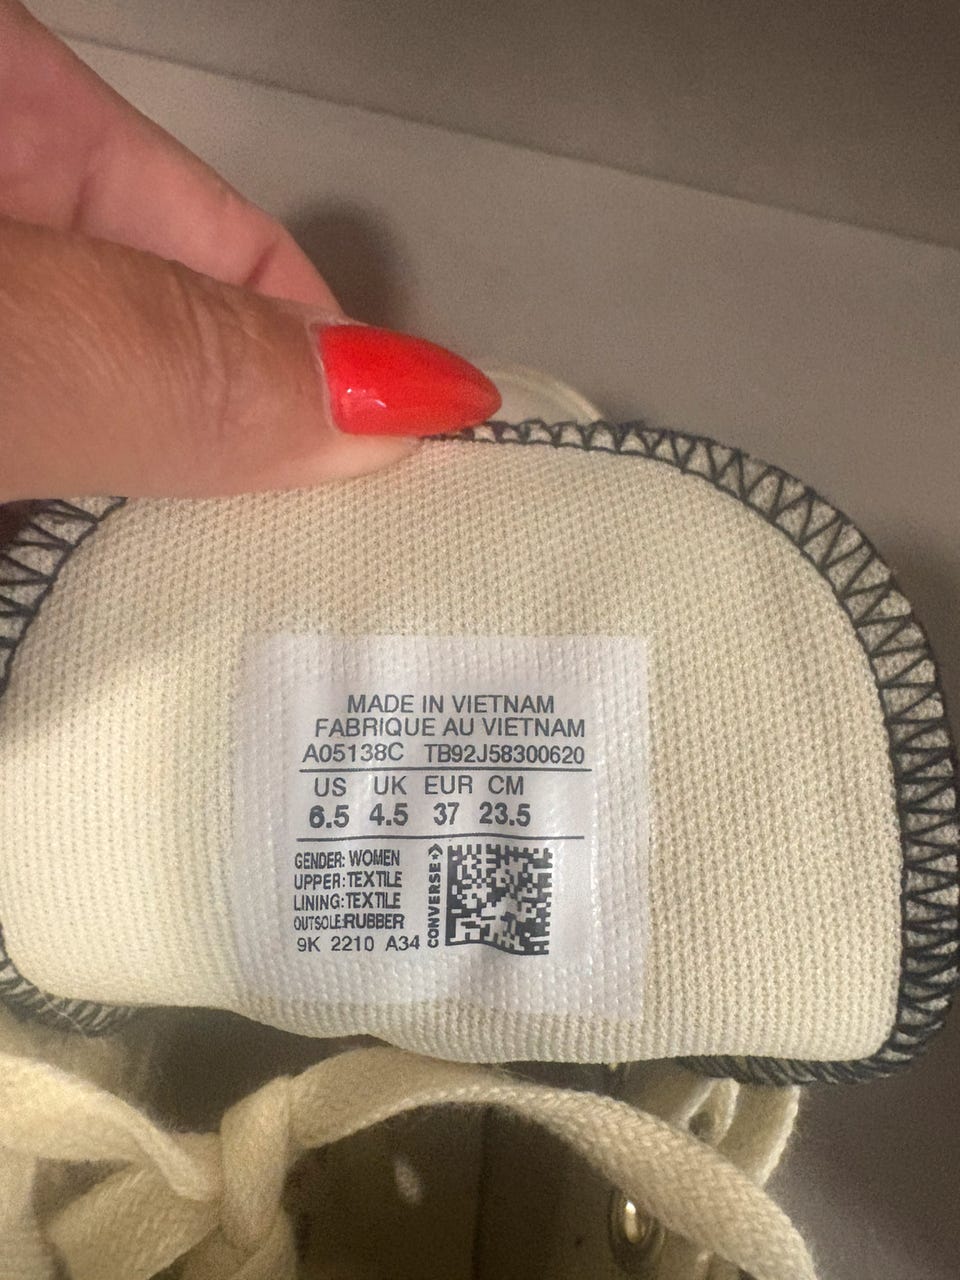 MADE IN VIETNAM
FABRIQUE AU VIETNAM
A05138C TB92J58300620
US UK EUR CM
6.5 4.5 37 23.5
GENDER: WOMEN
UPPER:TEXTILE
LINING:TEXTILE
OUTSOLE:RUBBER
9K 2210 A34
CONVERSE